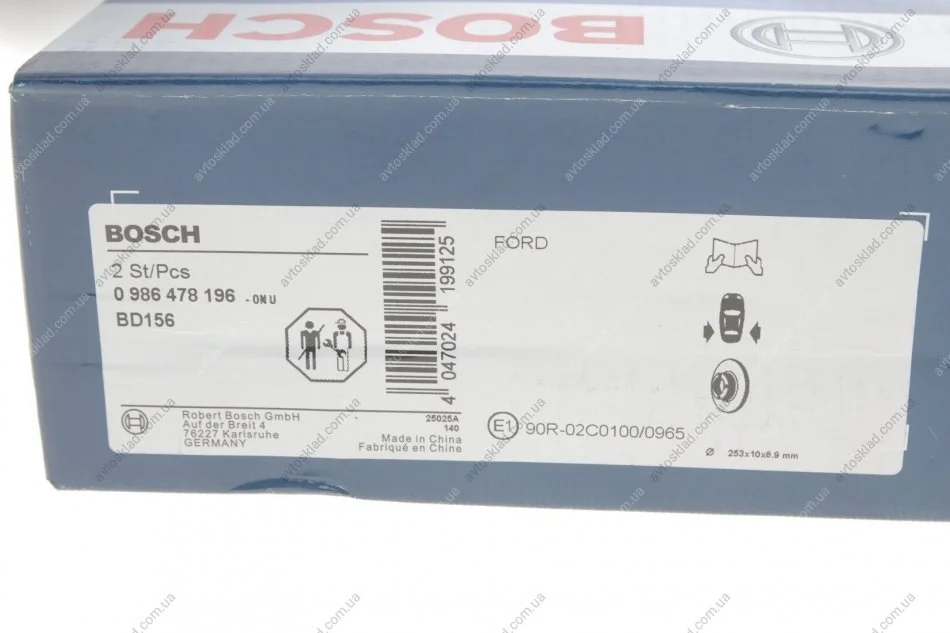 BOSCH
BOSCH
2 St/Pcs
0 986 478 196 - ONU
BD156
4 047024 199125
Robert Bosch GmbH
Auf der Breit 4
76227 Karlsruhe
GERMANY
25025A
140
Made in China
Fabriqué en Chine
FORD
E1 90R-02C0100/0965
Ø 253x10x8.9 mm
avtosklad.com.ua